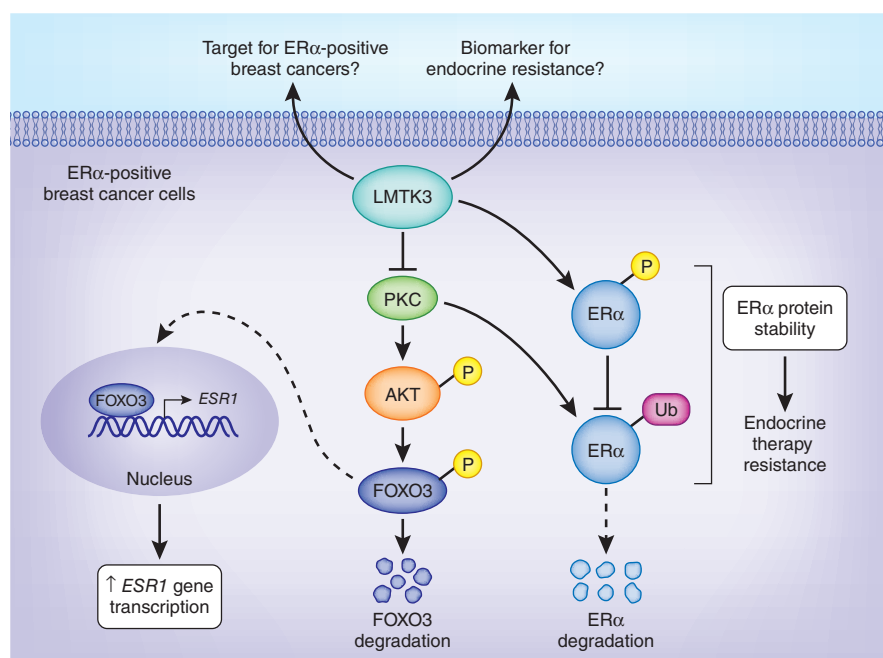 Target for ERα-positive
breast cancers?
Biomarker for
endocrine resistance?
ERα-positive
breast cancer cells
LMTK3
PKC
P
ERα
ERα protein
stability
AKT
P
FOXO3
ESR1
Ub
ERα
Endocrine
therapy
resistance
P
FOXO3
Nucleus
↑ ESR1 gene
transcription
FOXO3
degradation
ERα
degradation